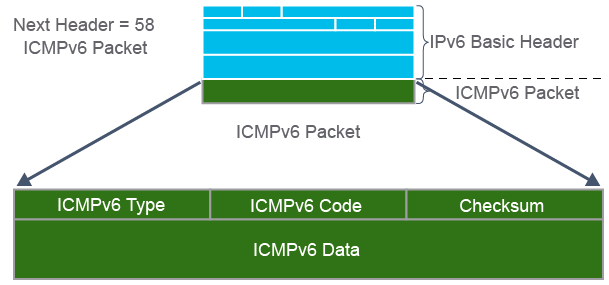 Next Header = 58
ICMPv6 Packet
IPv6 Basic Header
ICMPv6 Packet
ICMPv6 Packet
ICMPv6 Type
ICMPv6 Code
Checksum
ICMPv6 Data